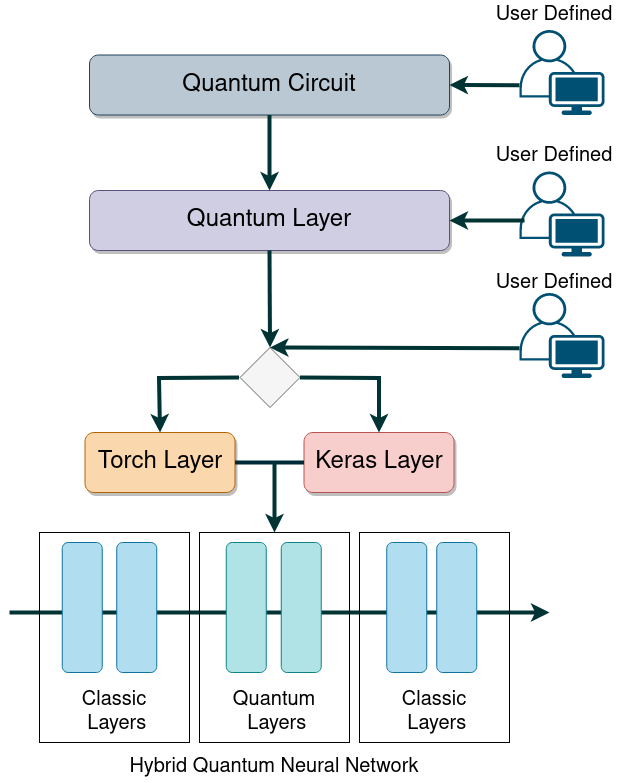 User Defined
Quantum Circuit
User Defined
Quantum Layer
User Defined
Torch Layer
Keras Layer
Classic
Layers
Quantum
Layers
Classic
Layers
Hybrid Quantum Neural Network